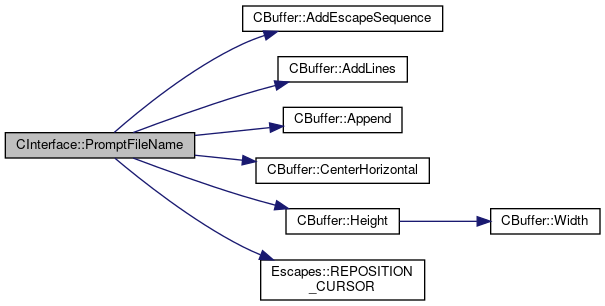 CBuffer::AddEscapeSequence
CBuffer::AddLines
CBuffer::Append
CInterface::PromptFileName
CBuffer::CenterHorizontal
CBuffer::Height
CBuffer::Width
Escapes::REPOSITION
_CURSOR